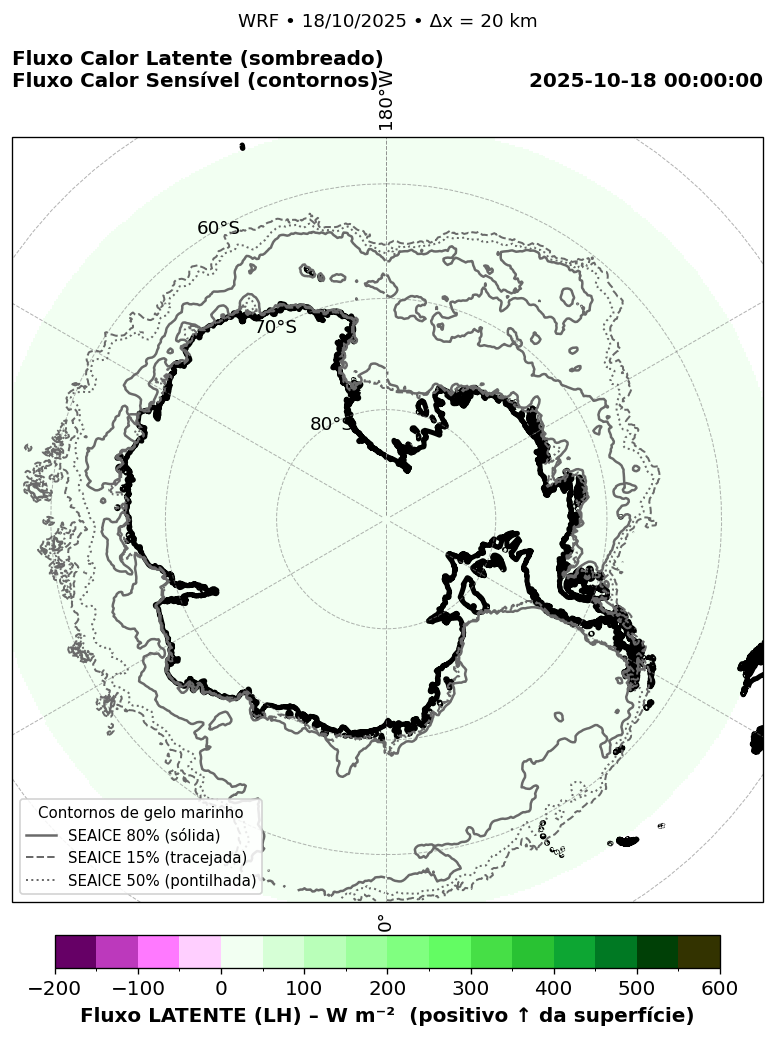 WRF • 18/10/2025 • Δx = 20 km
Fluxo Calor Latente (sombreado)
Fluxo Calor Sensível (contornos)
2025-10-18 00:00:00
180°W
60°S
70°S
80°S
Contornos de gelo marinho
SEAICE 80% (sólida)
SEAICE 15% (tracejada)
SEAICE 50% (pontilhada)
0°
−200 −100 0 100 200 300 400 500 600
Fluxo LATENTE (LH) – W m⁻² (positivo ↑ da superfície)